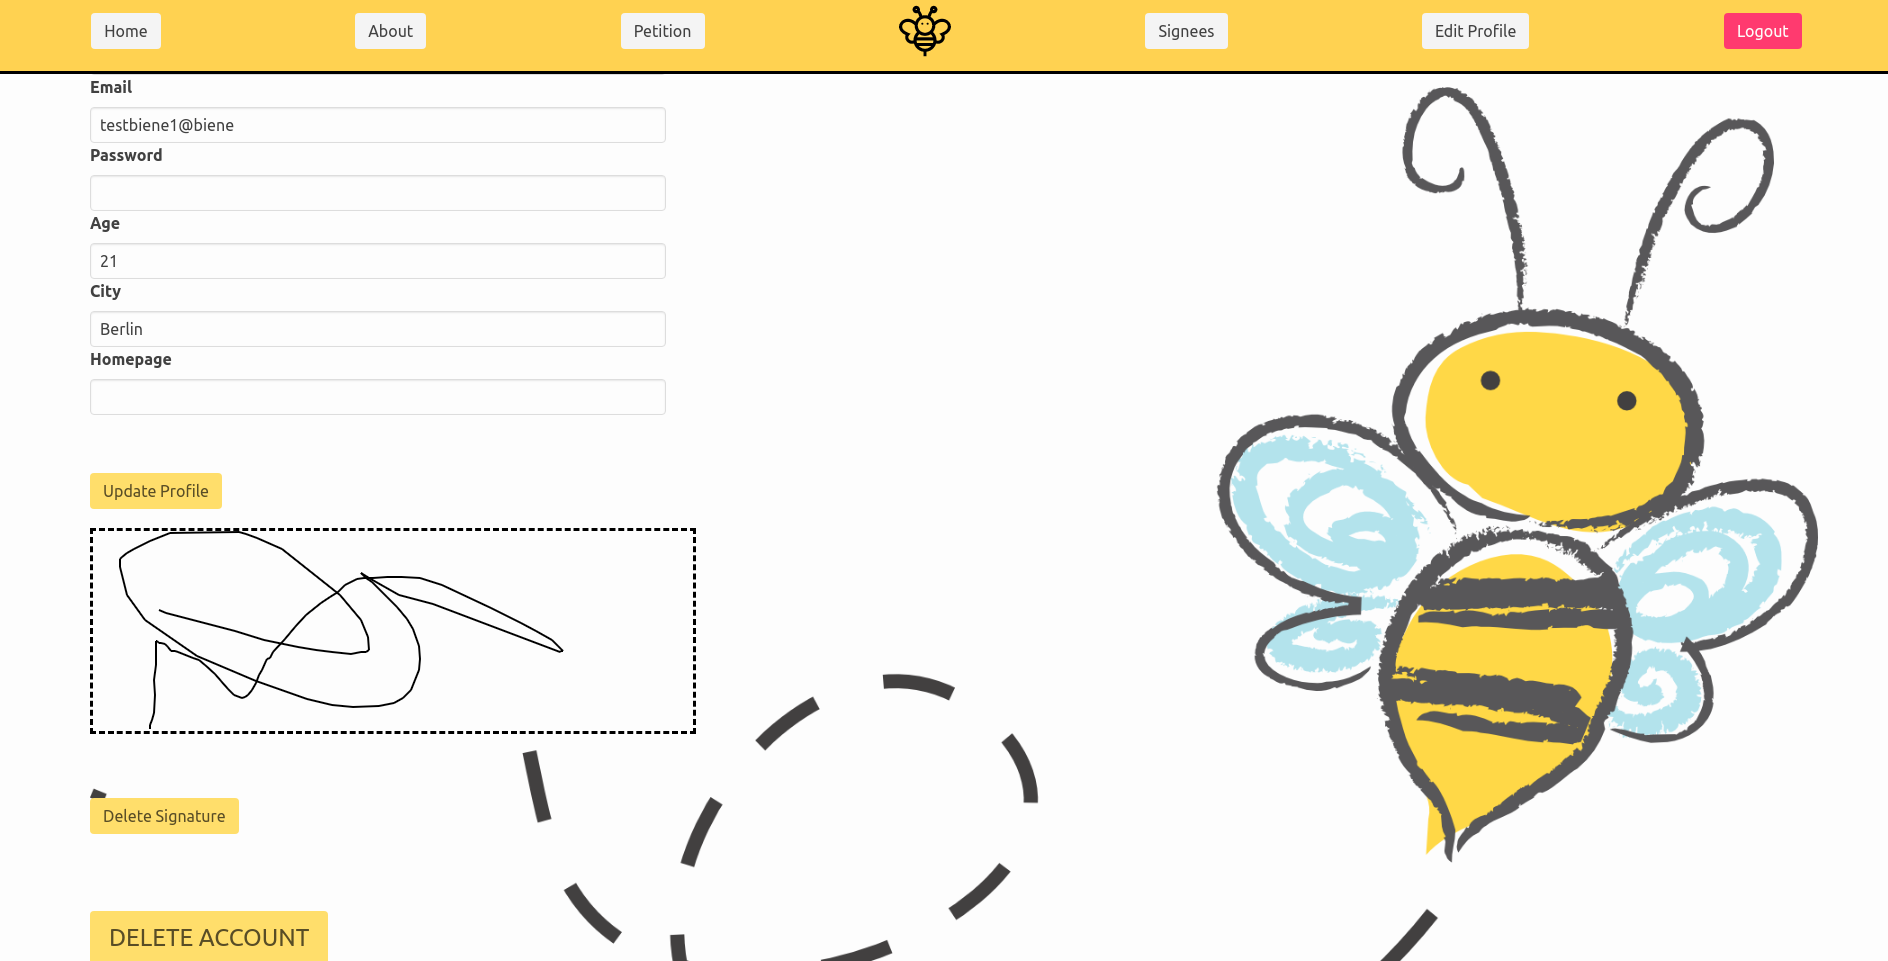 Home About Petition Signees Edit Profile Logout
Email
testbiene1@biene
Password
Age
21
City
Berlin
Homepage
Update Profile
Delete Signature
DELETE ACCOUNT